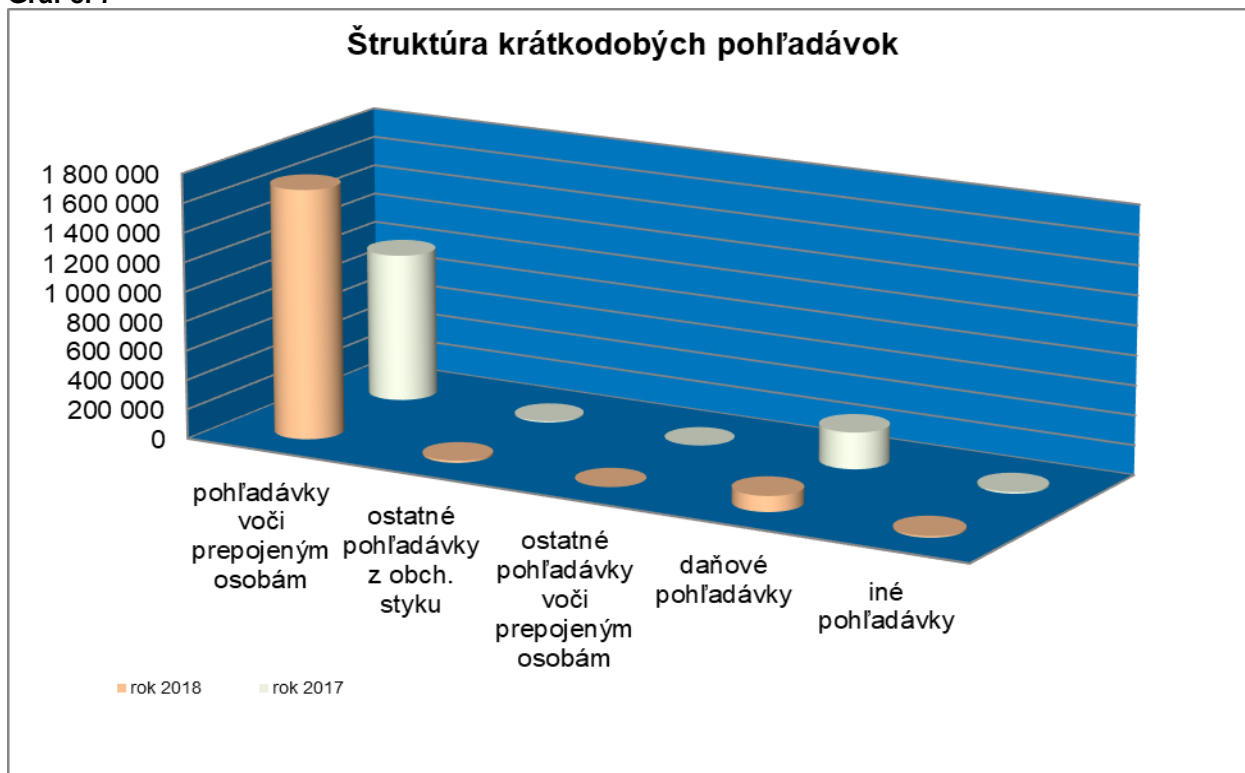 Štruktúra krátkodobých pohľadávok
1 800 000
1 600 000
1 400 000
1 200 000
1 000 000
800 000
600 000
400 000
200 000
0
pohľadávky
voči
prepojeným
osobám
ostatné
pohľadávky
z obch.
styku
ostatné
pohľadávky
voči
prepojeným
osobám
daňové
pohľadávky
iné
pohľadávky
rok 2018
rok 2017